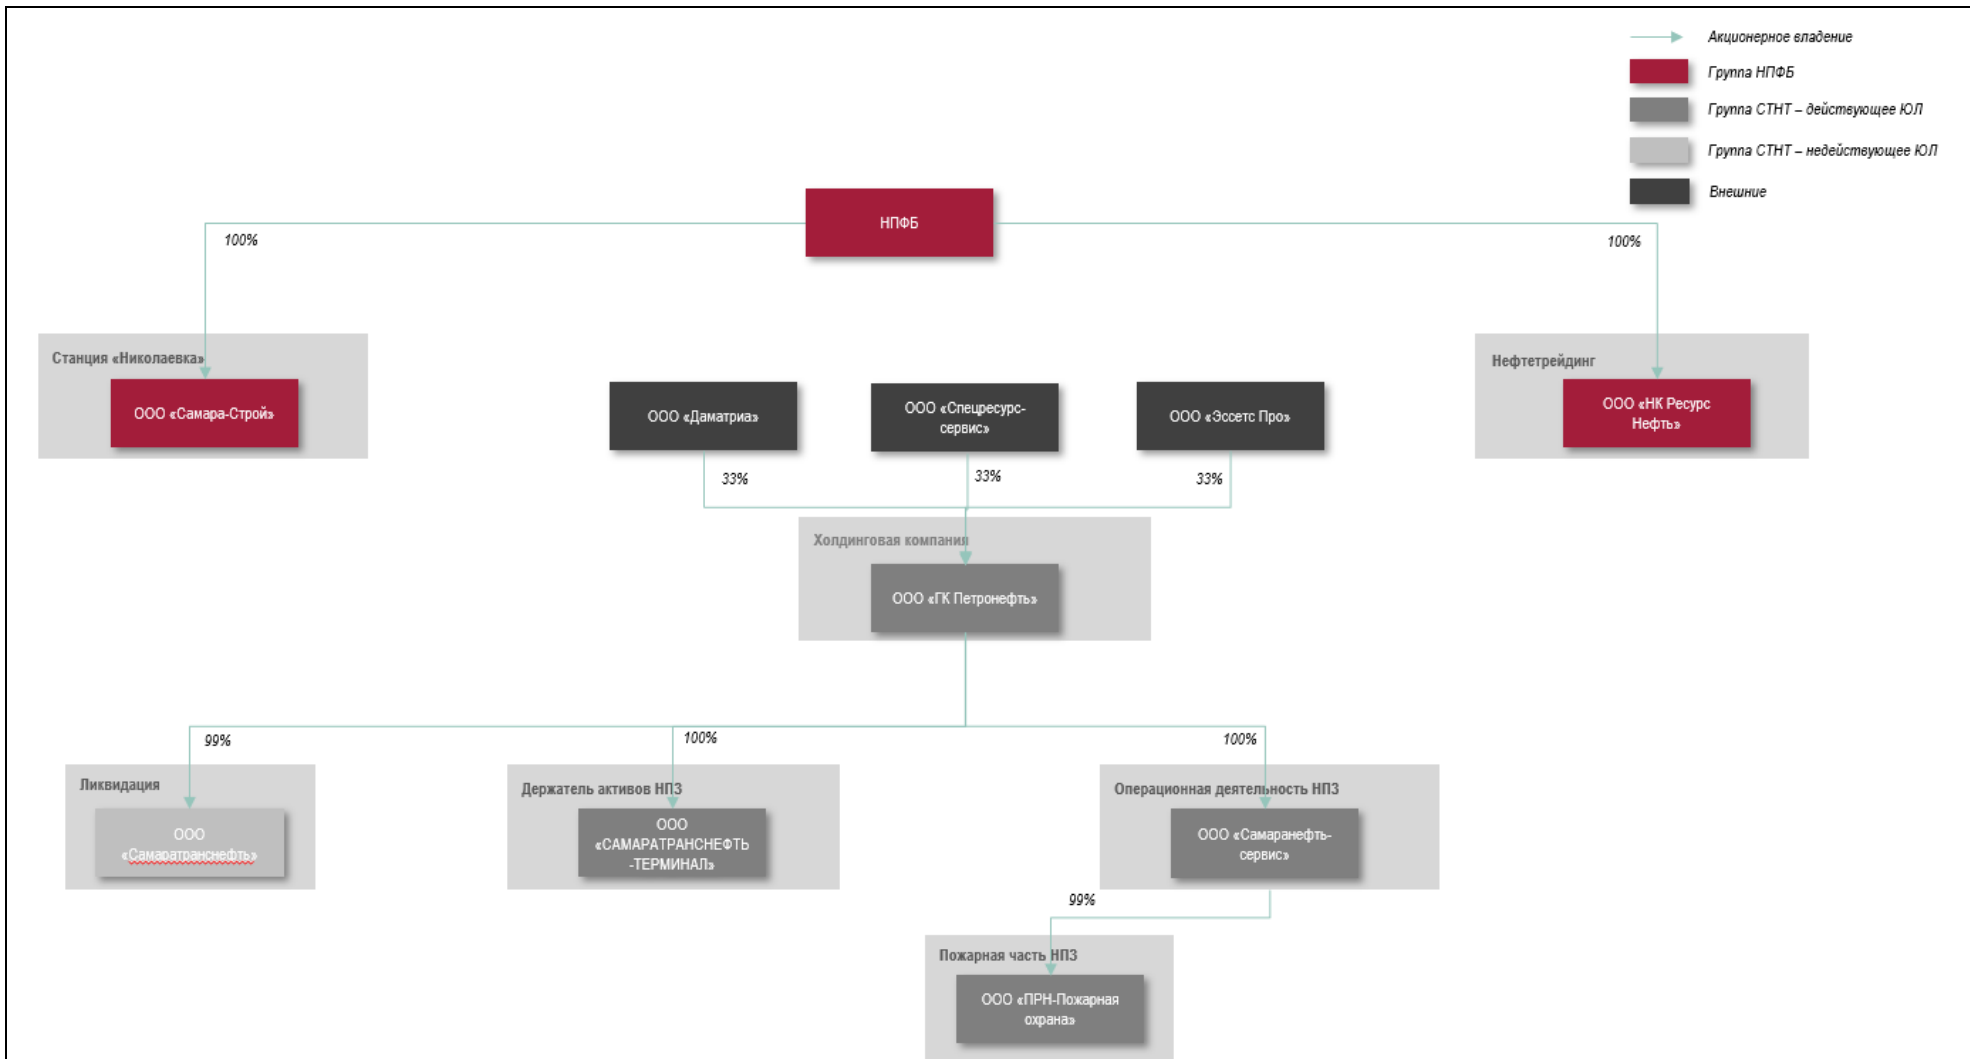 Акционерное владение
Группа НПФБ
Группа СТНТ – действующее ЮЛ
Группа СТНТ – недействующее ЮЛ
Внешние
НПФБ
100%
100%
Станция «Николаевка»
ООО «Самара-Строй»
Нефтетрейдинг
ООО «НК Ресурс
Нефть»
ООО «Даматриа»
ООО «Спецресурс-
сервис»
ООО «Эссетс Про»
33%
33%
33%
Холдинговая компания
ООО «ГК Петронефть»
99%
100%
100%
Ликвидация
ООО
«Самаратранснефть»
Держатель активов НПЗ
ООО
«САМАРАТРАНСНЕФТЬ
-ТЕРМИНАЛ»
Операционная деятельность НПЗ
ООО «Самаранефть-
сервис»
99%
Пожарная часть НПЗ
ООО «ПРН-Пожарная
охрана»